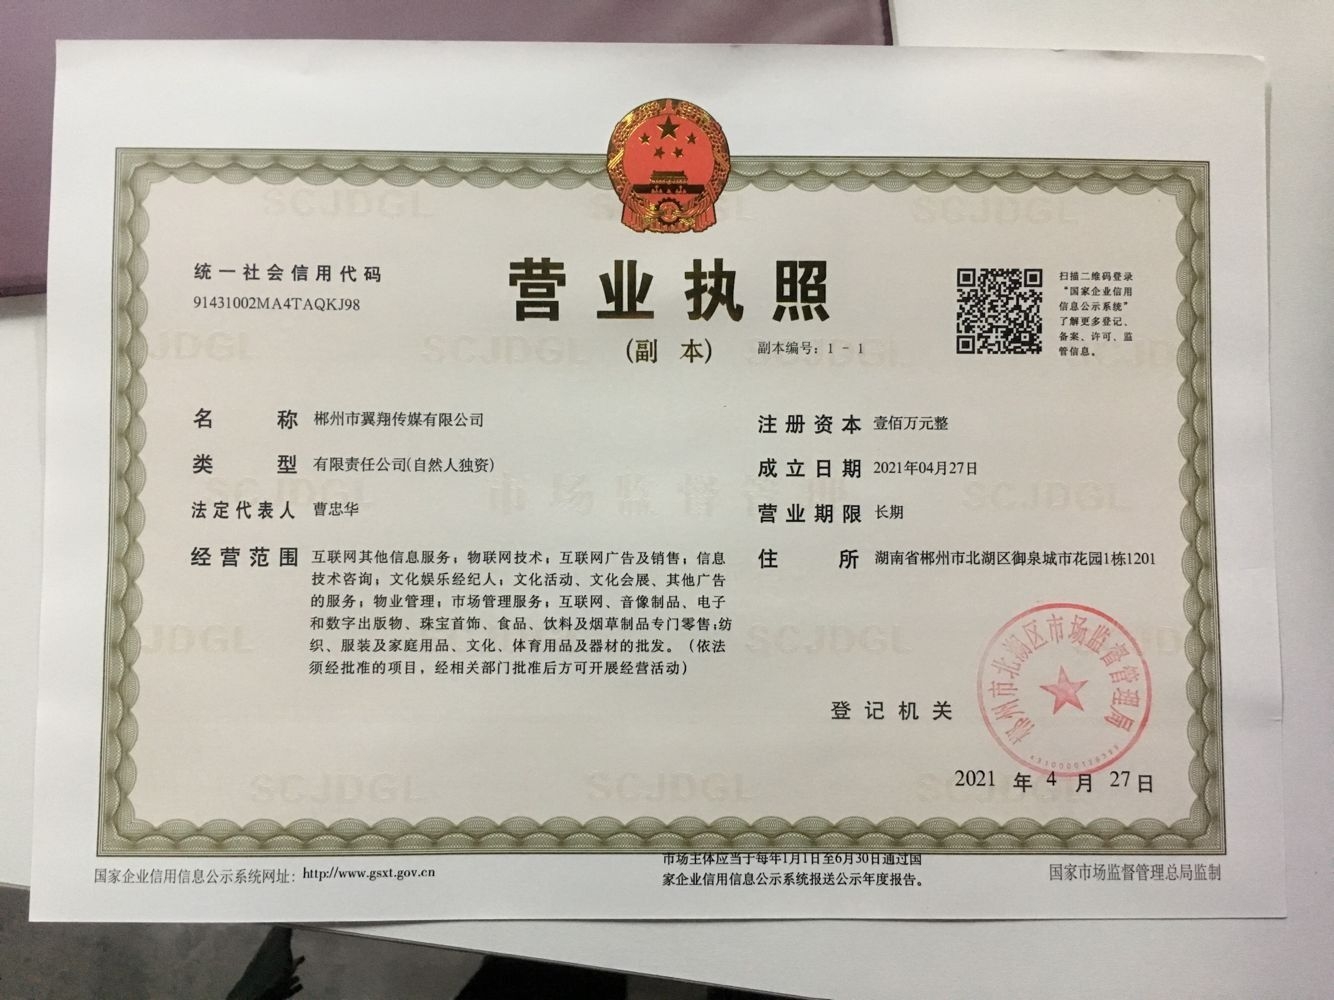 统一社会信用代码
91431002MA4TAQKJ98
营业执照
(副 本)
副本编号：1 - 1
扫描二维码登录
“国家企业信用
信息公示系统”
了解更多登记、
备案、许可、监
管信息。
名 称 郴州市翼翔传媒有限公司
类 型 有限责任公司(自然人独资)
法定代表人 曹忠华
经营范围 互联网其他信息服务；物联网技术；互联网广告及销售；信息
技术咨询；文化娱乐经纪人；文化活动、文化会展、其他广告
的服务；物业管理；市场管理服务；互联网、音像制品、电子
和数字出版物、珠宝首饰、食品、饮料及烟草制品专门零售;纺
织、服装及家庭用品、文化、体育用品及器材的批发。（依法
须经批准的项目，经相关部门批准后方可开展经营活动）
注册资本 壹佰万元整
成立日期 2021年04月27日
营业期限 长期
住 所 湖南省郴州市北湖区御泉城市花园1栋1201
登记机关
郴州市北湖区市场监督管理局
2021 年 4 月 27 日
国家企业信用信息公示系统网址：http://www.gsxt.gov.cn
市场主体应当于每年1月1日至6月30日通过国
家企业信用信息公示系统报送公示年度报告。
国家市场监督管理总局监制